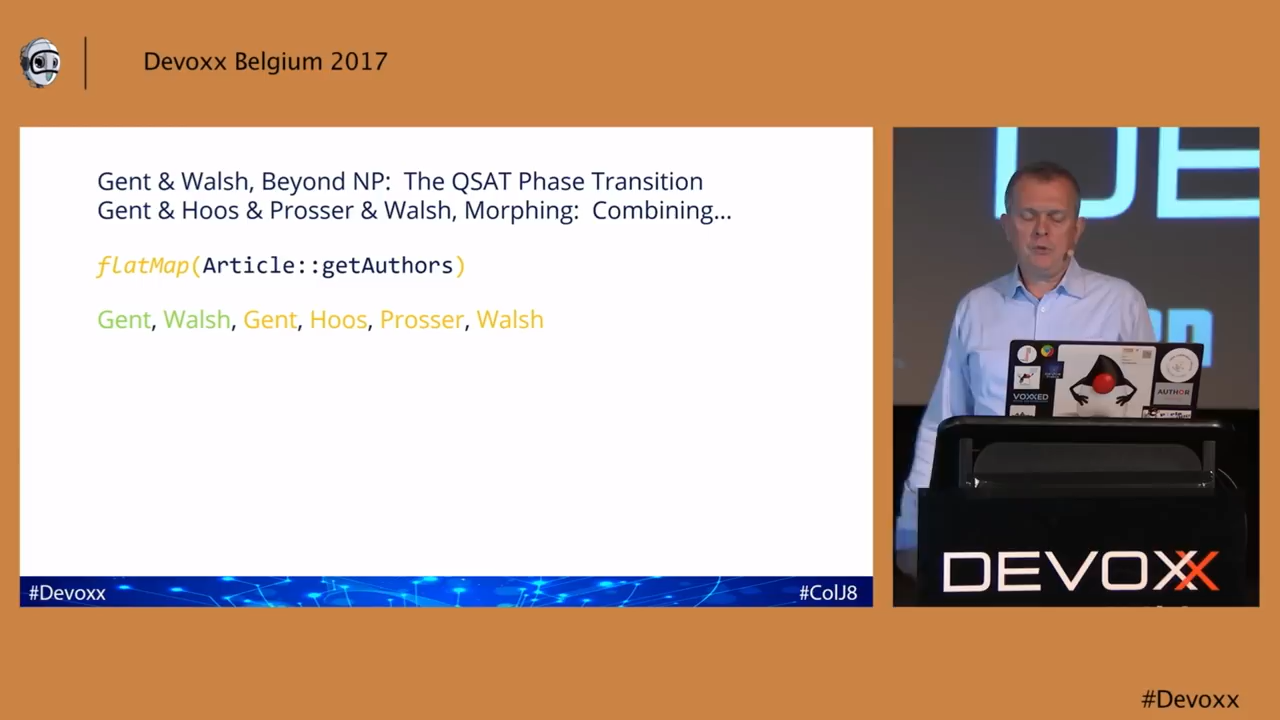 Devoxx Belgium 2017
Gent & Walsh, Beyond NP: The QSAT Phase Transition
Gent & Hoos & Prosser & Walsh, Morphing: Combining...
flatMap(Article::getAuthors)
Gent, Walsh, Gent, Hoos, Prosser, Walsh
#Devoxx
#ColJ8
DE
VOXXED
AUTHOR
DEVOXX
#Devoxx